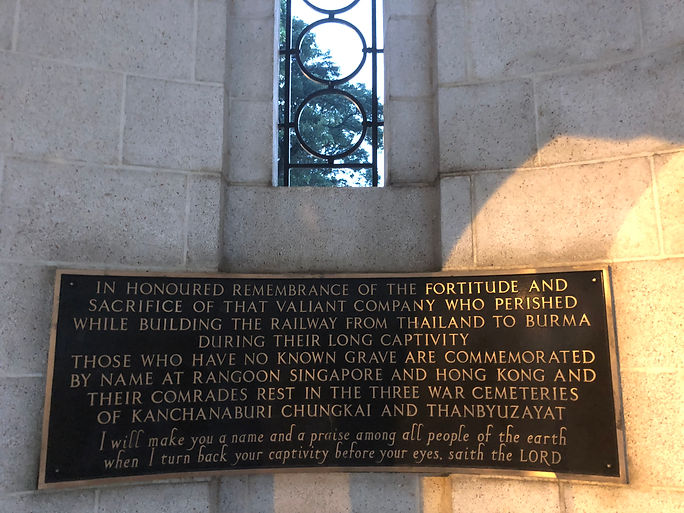 IN HONOURED REMEMBRANCE OF THE FORTITUDE AND
SACRIFICE OF THAT VALIANT COMPANY WHO PERISHED
WHILE BUILDING THE RAILWAY FROM THAILAND TO BURMA
DURING THEIR LONG CAPTIVITY
THOSE WHO HAVE NO KNOWN GRAVE ARE COMMEMORATED
BY NAME AT RANGOON SINGAPORE AND HONG KONG AND
THEIR COMRADES REST IN THE THREE WAR CEMETERIES
OF KANCHANABURI CHUNGKAI AND THANBYUZAYAT
I will make you a name and a praise among all people of the earth
when I turn back your captivity before your eyes, saith the LORD